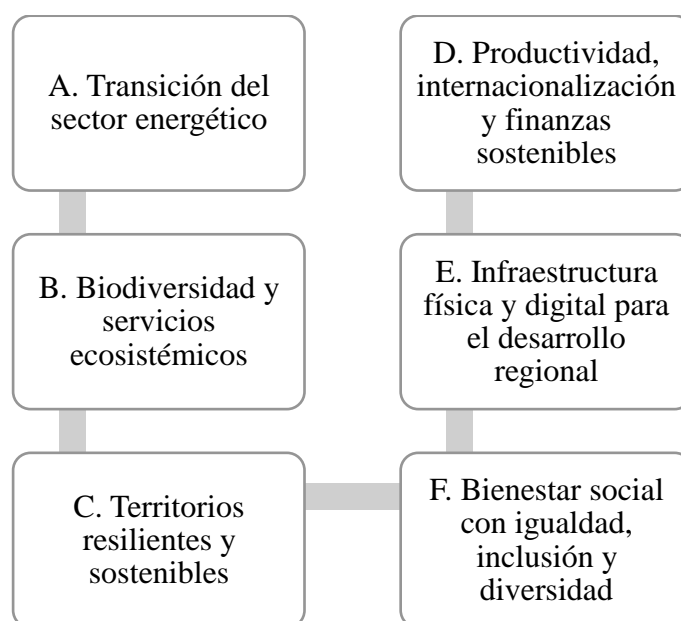 A. Transición del
sector energético
B. Biodiversidad y
servicios
ecosistémicos
C. Territorios
resilientes y
sostenibles
D. Productividad,
internacionalización
y finanzas
sostenibles
E. Infraestructura
física y digital para
el desarrollo
regional
F. Bienestar social
con igualdad,
inclusión y
diversidad